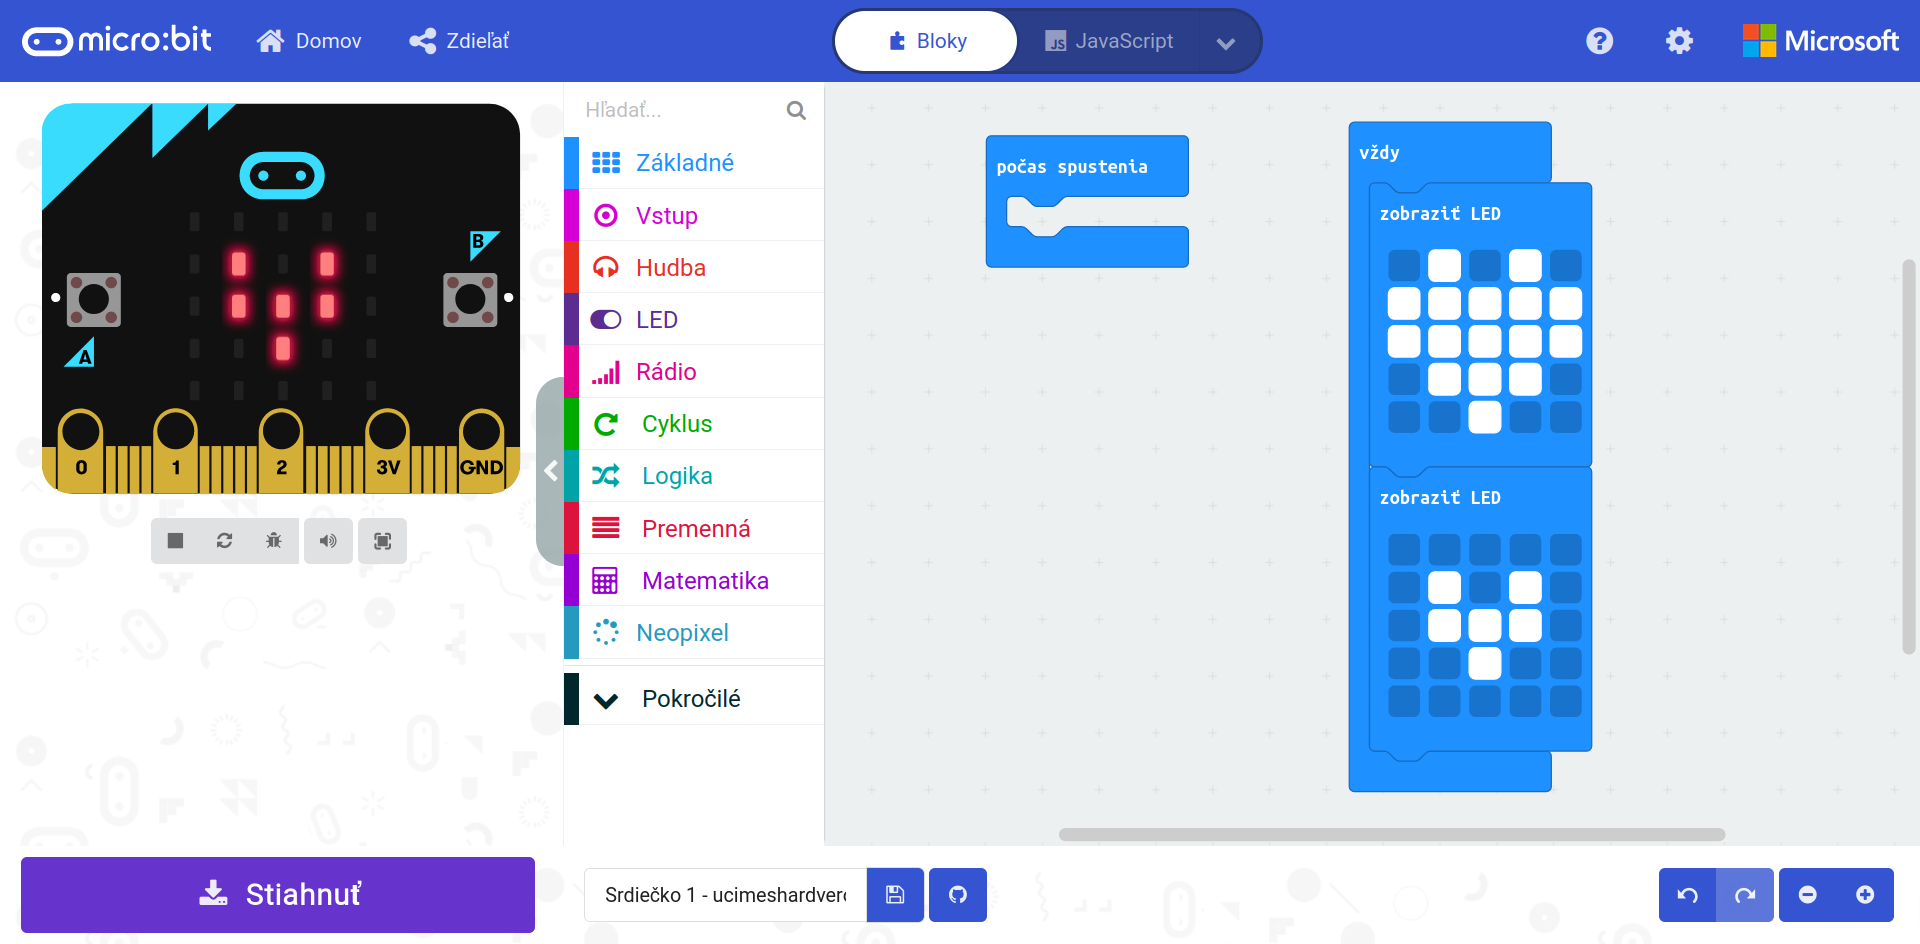 micro:bit
Domov
Zdieľať
Bloky
JS JavaScript
Microsoft
B
A
0 1 2 3V GND
Hľadať...
Základné
Vstup
Hudba
LED
Rádio
Cyklus
Logika
Premenná
Matematika
Neopixel
Pokročilé
počas spustenia
vždy
zobraziť LED
zobraziť LED
Stiahnuť
Srdiečko 1 - ucimeshardver